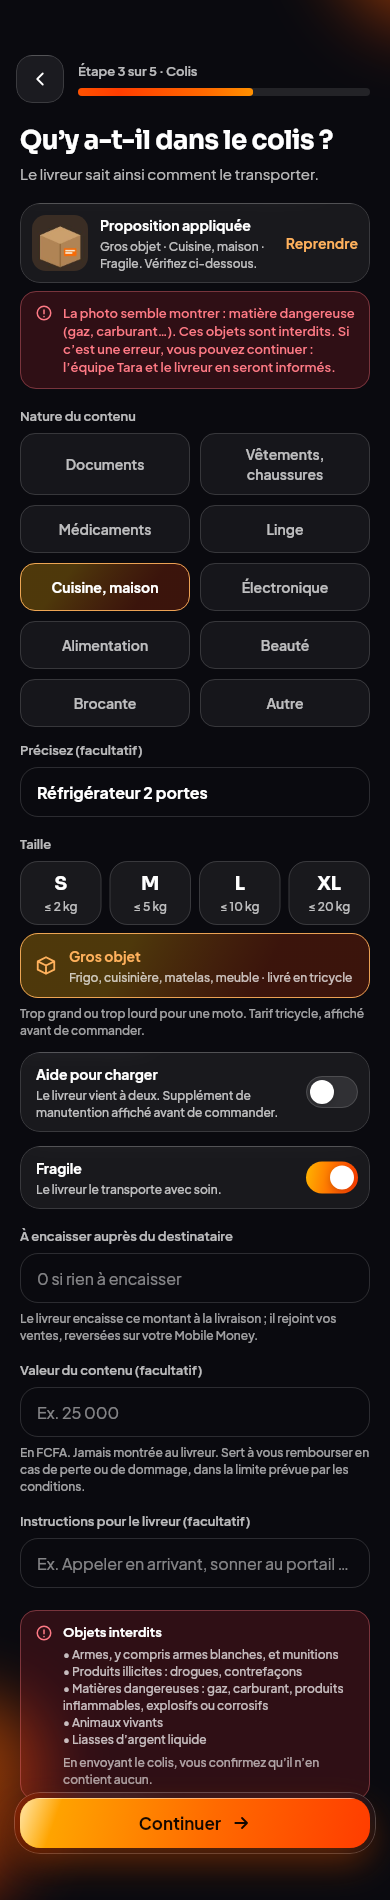 Étape 3 sur 5 · Colis
Qu’y a-t-il dans le colis ?
Le livreur sait ainsi comment le transporter.
Proposition appliquée
Gros objet · Cuisine, maison ·
Fragile. Vérifiez ci-dessous.
Reprendre
La photo semble montrer : matière dangereuse
(gaz, carburant…). Ces objets sont interdits. Si
c’est une erreur, vous pouvez continuer :
l’équipe Tara et le livreur en seront informés.
Nature du contenu
Documents
Vêtements,
chaussures
Médicaments
Linge
Cuisine, maison
Électronique
Alimentation
Beauté
Brocante
Autre
Précisez (facultatif)
Réfrigérateur 2 portes
Taille
S
≤ 2 kg
M
≤ 5 kg
L
≤ 10 kg
XL
≤ 20 kg
Gros objet
Frigo, cuisinière, matelas, meuble · livré en tricycle
Trop grand ou trop lourd pour une moto. Tarif tricycle, affiché
avant de commander.
Aide pour charger
Le livreur vient à deux. Supplément de
manutention affiché avant de commander.
Fragile
Le livreur le transporte avec soin.
À encaisser auprès du destinataire
0 si rien à encaisser
Le livreur encaisse ce montant à la livraison ; il rejoint vos
ventes, reversées sur votre Mobile Money.
Valeur du contenu (facultatif)
Ex. 25 000
En FCFA. Jamais montrée au livreur. Sert à vous rembourser en
cas de perte ou de dommage, dans la limite prévue par les
conditions.
Instructions pour le livreur (facultatif)
Ex. Appeler en arrivant, sonner au portail …
Objets interdits
• Armes, y compris armes blanches, et munitions
• Produits illicites : drogues, contrefaçons
• Matières dangereuses : gaz, carburant, produits
inflammables, explosifs ou corrosifs
• Animaux vivants
• Liasses d’argent liquide
En envoyant le colis, vous confirmez qu’il n’en
contient aucun.
Continuer →